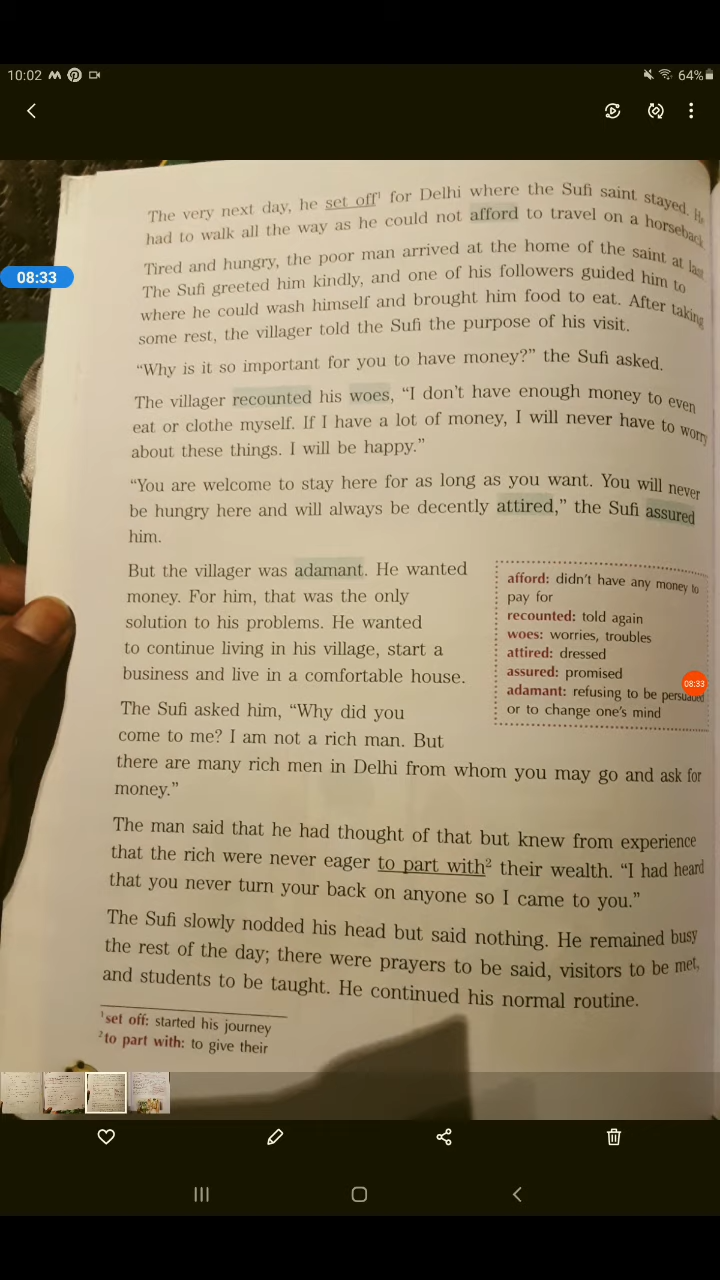 10:02
64%
The very next day, he set off¹ for Delhi where the Sufi saint stayed. He
had to walk all the way as he could not afford to travel on a horseback
Tired and hungry, the poor man arrived at the home of the saint at last
The Sufi greeted him kindly, and one of his followers guided him to
where he could wash himself and brought him food to eat. After taking
some rest, the villager told the Sufi the purpose of his visit.
08:33
“Why is it so important for you to have money?” the Sufi asked.
The villager recounted his woes, “I don’t have enough money to even
eat or clothe myself. If I have a lot of money, I will never have to worry
about these things. I will be happy.”
“You are welcome to stay here for as long as you want. You will never
be hungry here and will always be decently attired,” the Sufi assured
him.
But the villager was adamant. He wanted
money. For him, that was the only
solution to his problems. He wanted
to continue living in his village, start a
business and live in a comfortable house.
afford: didn’t have any money to
pay for
recounted: told again
woes: worries, troubles
attired: dressed
assured: promised
adamant: refusing to be persuaded
or to change one’s mind
08:33
The Sufi asked him, “Why did you
come to me? I am not a rich man. But
there are many rich men in Delhi from whom you may go and ask for
money.”
The man said that he had thought of that but knew from experience
that the rich were never eager to part with² their wealth. “I had heard
that you never turn your back on anyone so I came to you.”
The Sufi slowly nodded his head but said nothing. He remained busy
the rest of the day; there were prayers to be said, visitors to be met,
and students to be taught. He continued his normal routine.
¹set off: started his journey
²to part with: to give their